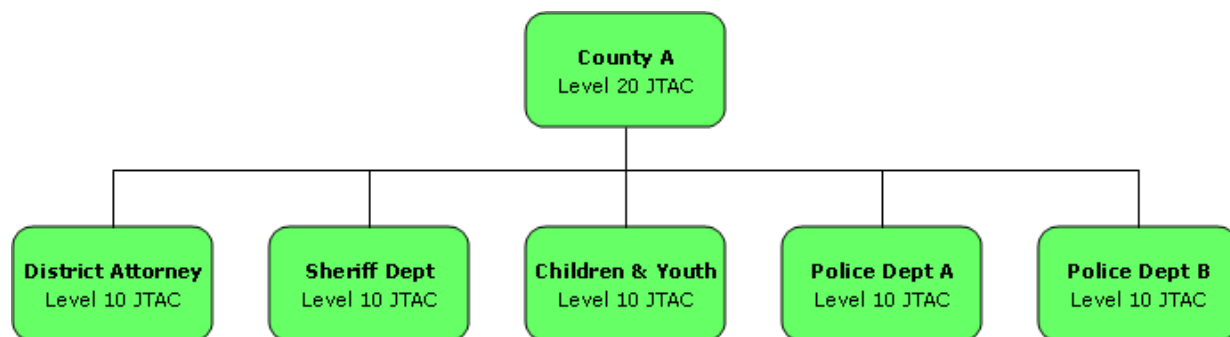 County A
Level 20 JTAC
District Attorney
Level 10 JTAC
Sheriff Dept
Level 10 JTAC
Children & Youth
Level 10 JTAC
Police Dept A
Level 10 JTAC
Police Dept B
Level 10 JTAC